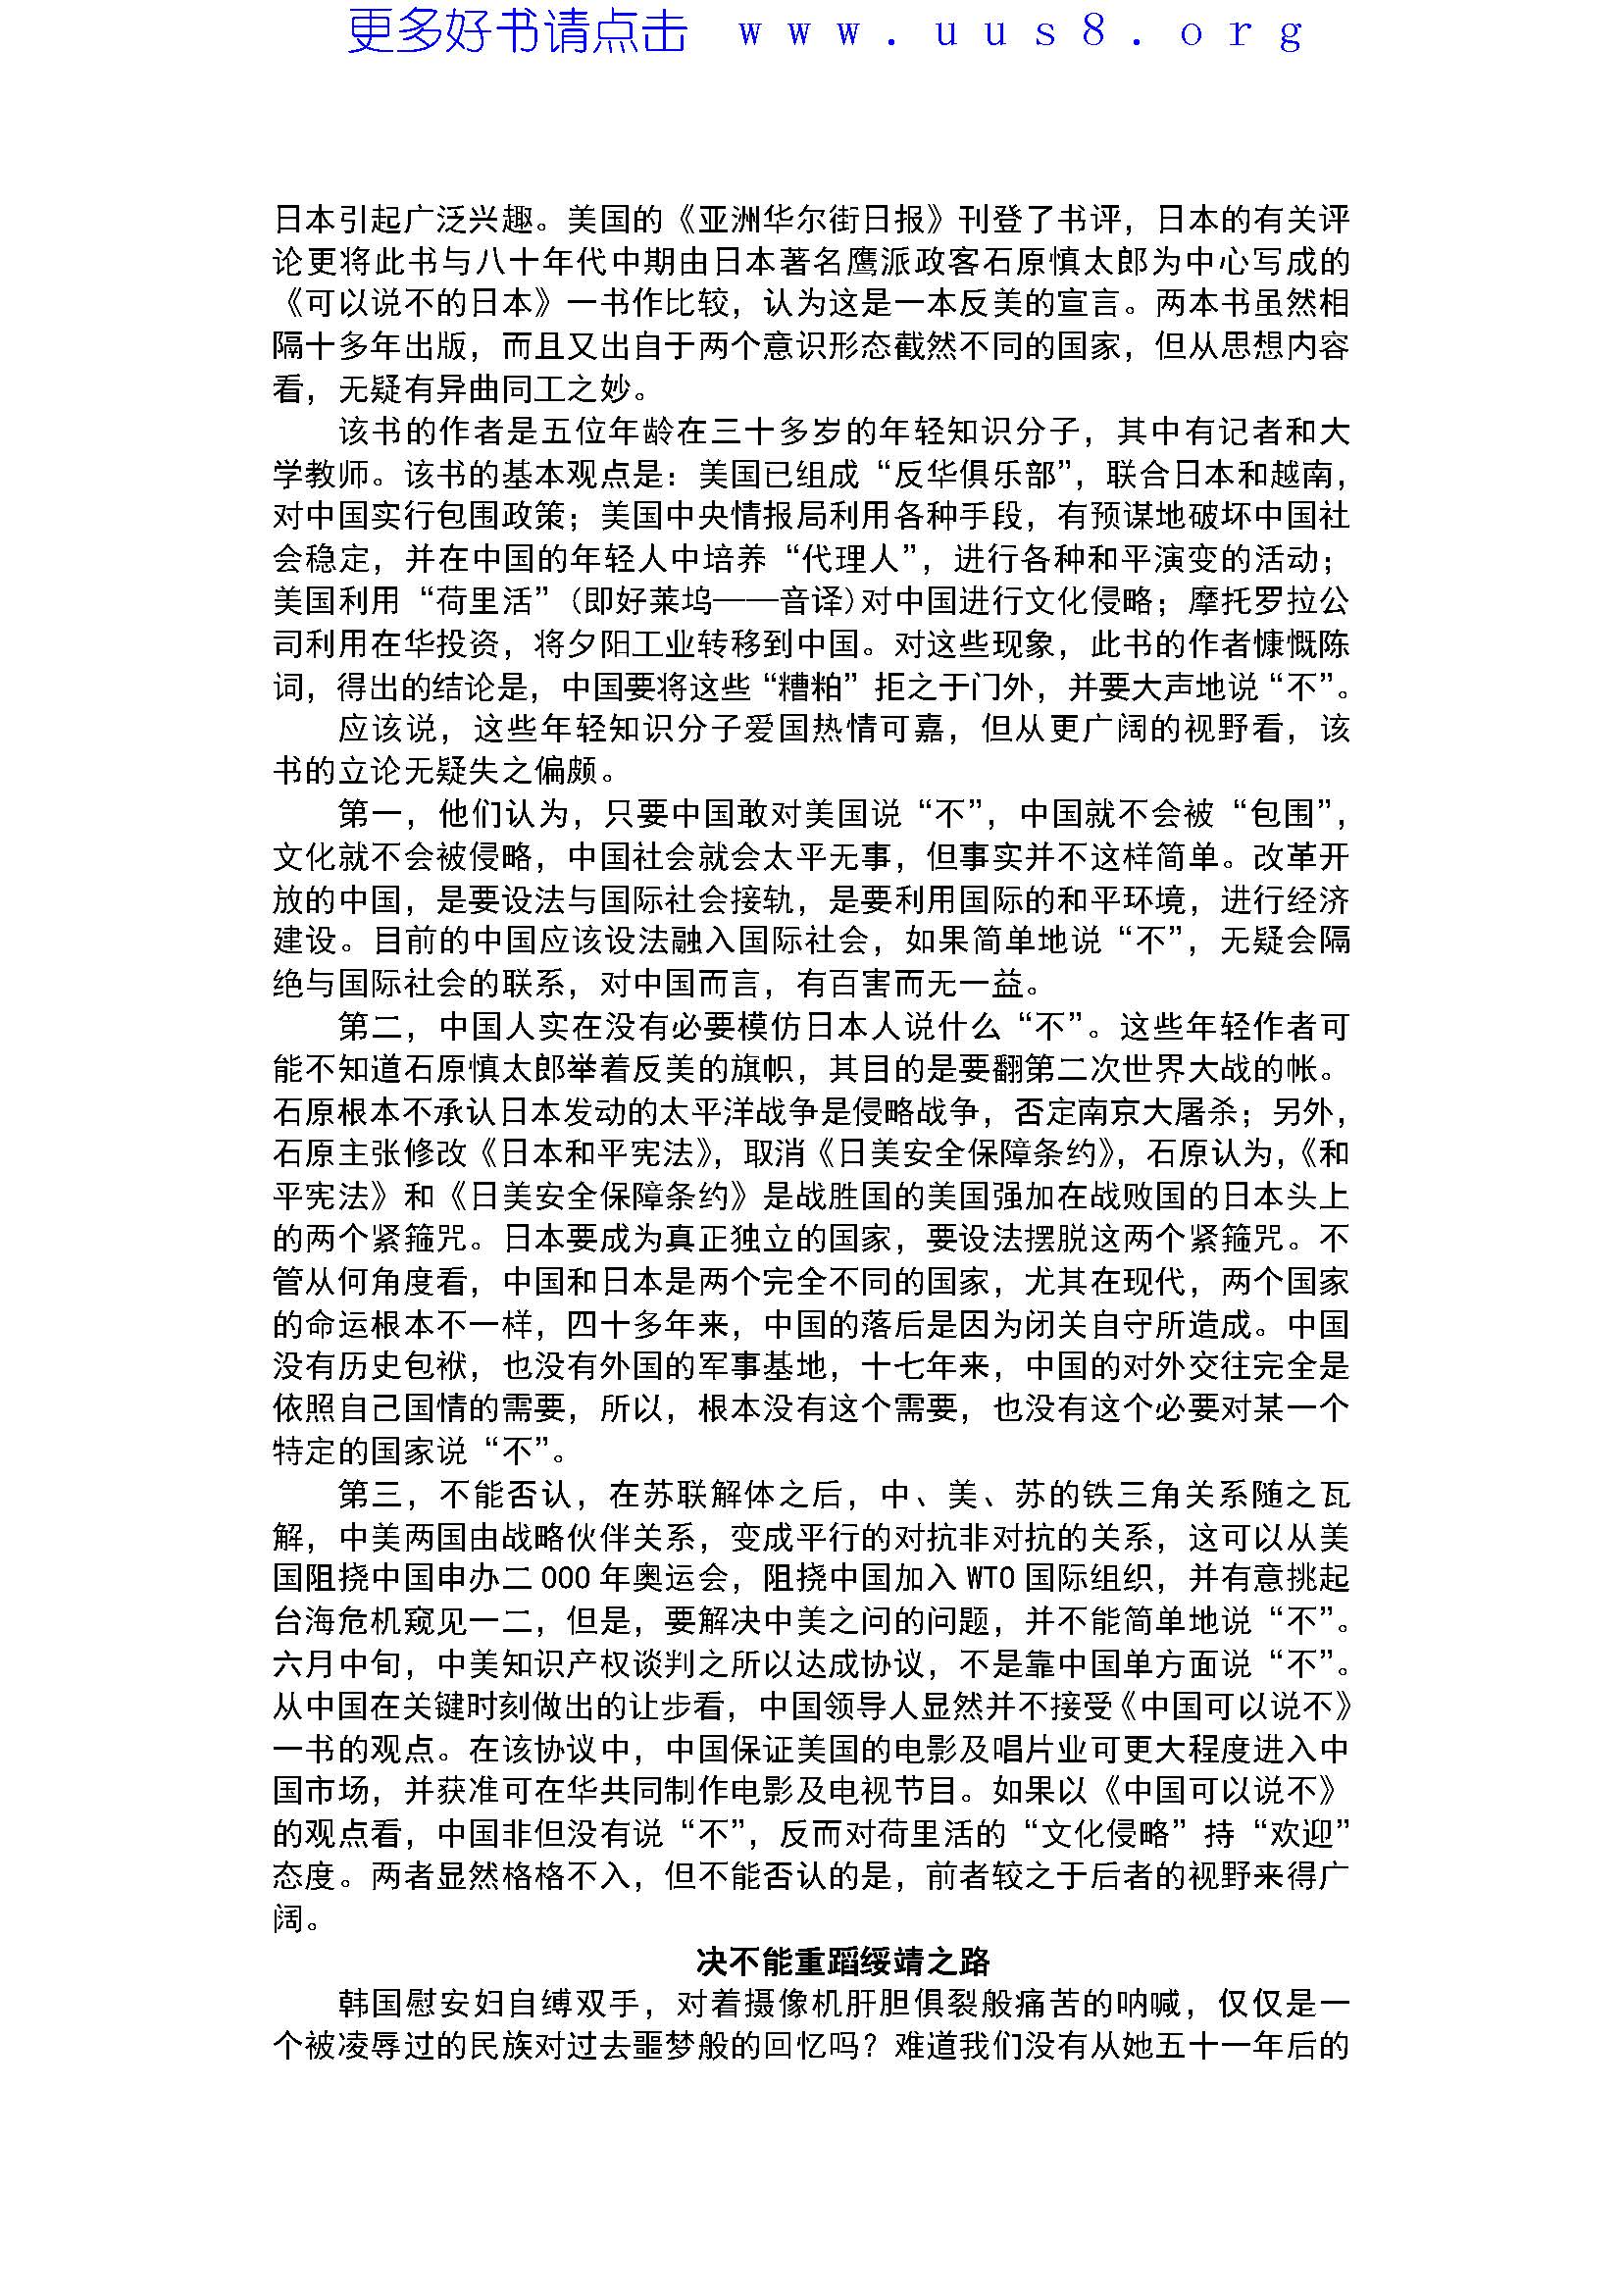 更多好书请点击 www.uus8.org
日本引起广泛兴趣。美国的《亚洲华尔街日报》刊登了书评，日本的有关评
论更将此书与八十年代中期由日本著名鹰派政客石原慎太郎为中心写成的
《可以说不的日本》一书作比较，认为这是一本反美的宣言。两本书虽然相
隔十多年出版，而且又出自于两个意识形态截然不同的国家，但从思想内容
看，无疑有异曲同工之妙。
该书的作者是五位年龄在三十多岁的年轻知识分子，其中有记者和大
学教师。该书的基本观点是：美国已组成“反华俱乐部”，联合日本和越南，
对中国实行包围政策；美国中央情报局利用各种手段，有预谋地破坏中国社
会稳定，并在中国的年轻人中培养“代理人”，进行各种和平演变的活动；
美国利用“荷里活”(即好莱坞——音译)对中国进行文化侵略；摩托罗拉公
司利用在华投资，将夕阳工业转移到中国。对这些现象，此书的作者慷慨陈
词，得出的结论是，中国要将这些“糟粕”拒之于门外，并要大声地说“不”。
应该说，这些年轻知识分子爱国热情可嘉，但从更广阔的视野看，该
书的立论无疑失之偏颇。
第一，他们认为，只要中国敢对美国说“不”，中国就不会被“包围”，
文化就不会被侵略，中国社会就会太平无事，但事实并不这样简单。改革开
放的中国，是要设法与国际社会接轨，是要利用国际的和平环境，进行经济
建设。目前的中国应该设法融入国际社会，如果简单地说“不”，无疑会隔
绝与国际社会的联系，对中国而言，有百害而无一益。
第二，中国人实在没有必要模仿日本人说什么“不”。这些年轻作者可
能不知道石原慎太郎举着反美的旗帜，其目的是要翻第二次世界大战的帐。
石原根本不承认日本发动的太平洋战争是侵略战争，否定南京大屠杀；另外，
石原主张修改《日本和平宪法》，取消《日美安全保障条约》，石原认为，《和
平宪法》和《日美安全保障条约》是战胜国的美国强加在战败国的日本头上
的两个紧箍咒。日本要成为真正独立的国家，要设法摆脱这两个紧箍咒。不
管从何角度看，中国和日本是两个完全不同的国家，尤其在现代，两个国家
的命运根本不一样，四十多年来，中国的落后是因为闭关自守所造成。中国
没有历史包袱，也没有外国的军事基地，十七年来，中国的对外交往完全是
依照自己国情的需要，所以，根本没有这个需要，也没有这个必要对某一个
特定的国家说“不”。
第三，不能否认，在苏联解体之后，中、美、苏的铁三角关系随之瓦
解，中美两国由战略伙伴关系，变成平行的对抗非对抗的关系，这可以从美
国阻挠中国申办二000年奥运会，阻挠中国加入WTO国际组织，并有意挑起
台海危机窥见一二，但是，要解决中美之问的问题，并不能简单地说“不”。
六月中旬，中美知识产权谈判之所以达成协议，不是靠中国单方面说“不”。
从中国在关键时刻做出的让步看，中国领导人显然并不接受《中国可以说不》
一书的观点。在该协议中，中国保证美国的电影及唱片业可更大程度进入中
国市场，并获准可在华共同制作电影及电视节目。如果以《中国可以说不》
的观点看，中国非但没有说“不”，反而对荷里活的“文化侵略”持“欢迎”
态度。两者显然格格不入，但不能否认的是，前者较之于后者的视野来得广
阔。
决不能重蹈绥靖之路
韩国慰安妇自缚双手，对着摄像机肝胆俱裂般痛苦的呐喊，仅仅是一
个被凌辱过的民族对过去噩梦般的回忆吗？难道我们没有从她五十一年后的